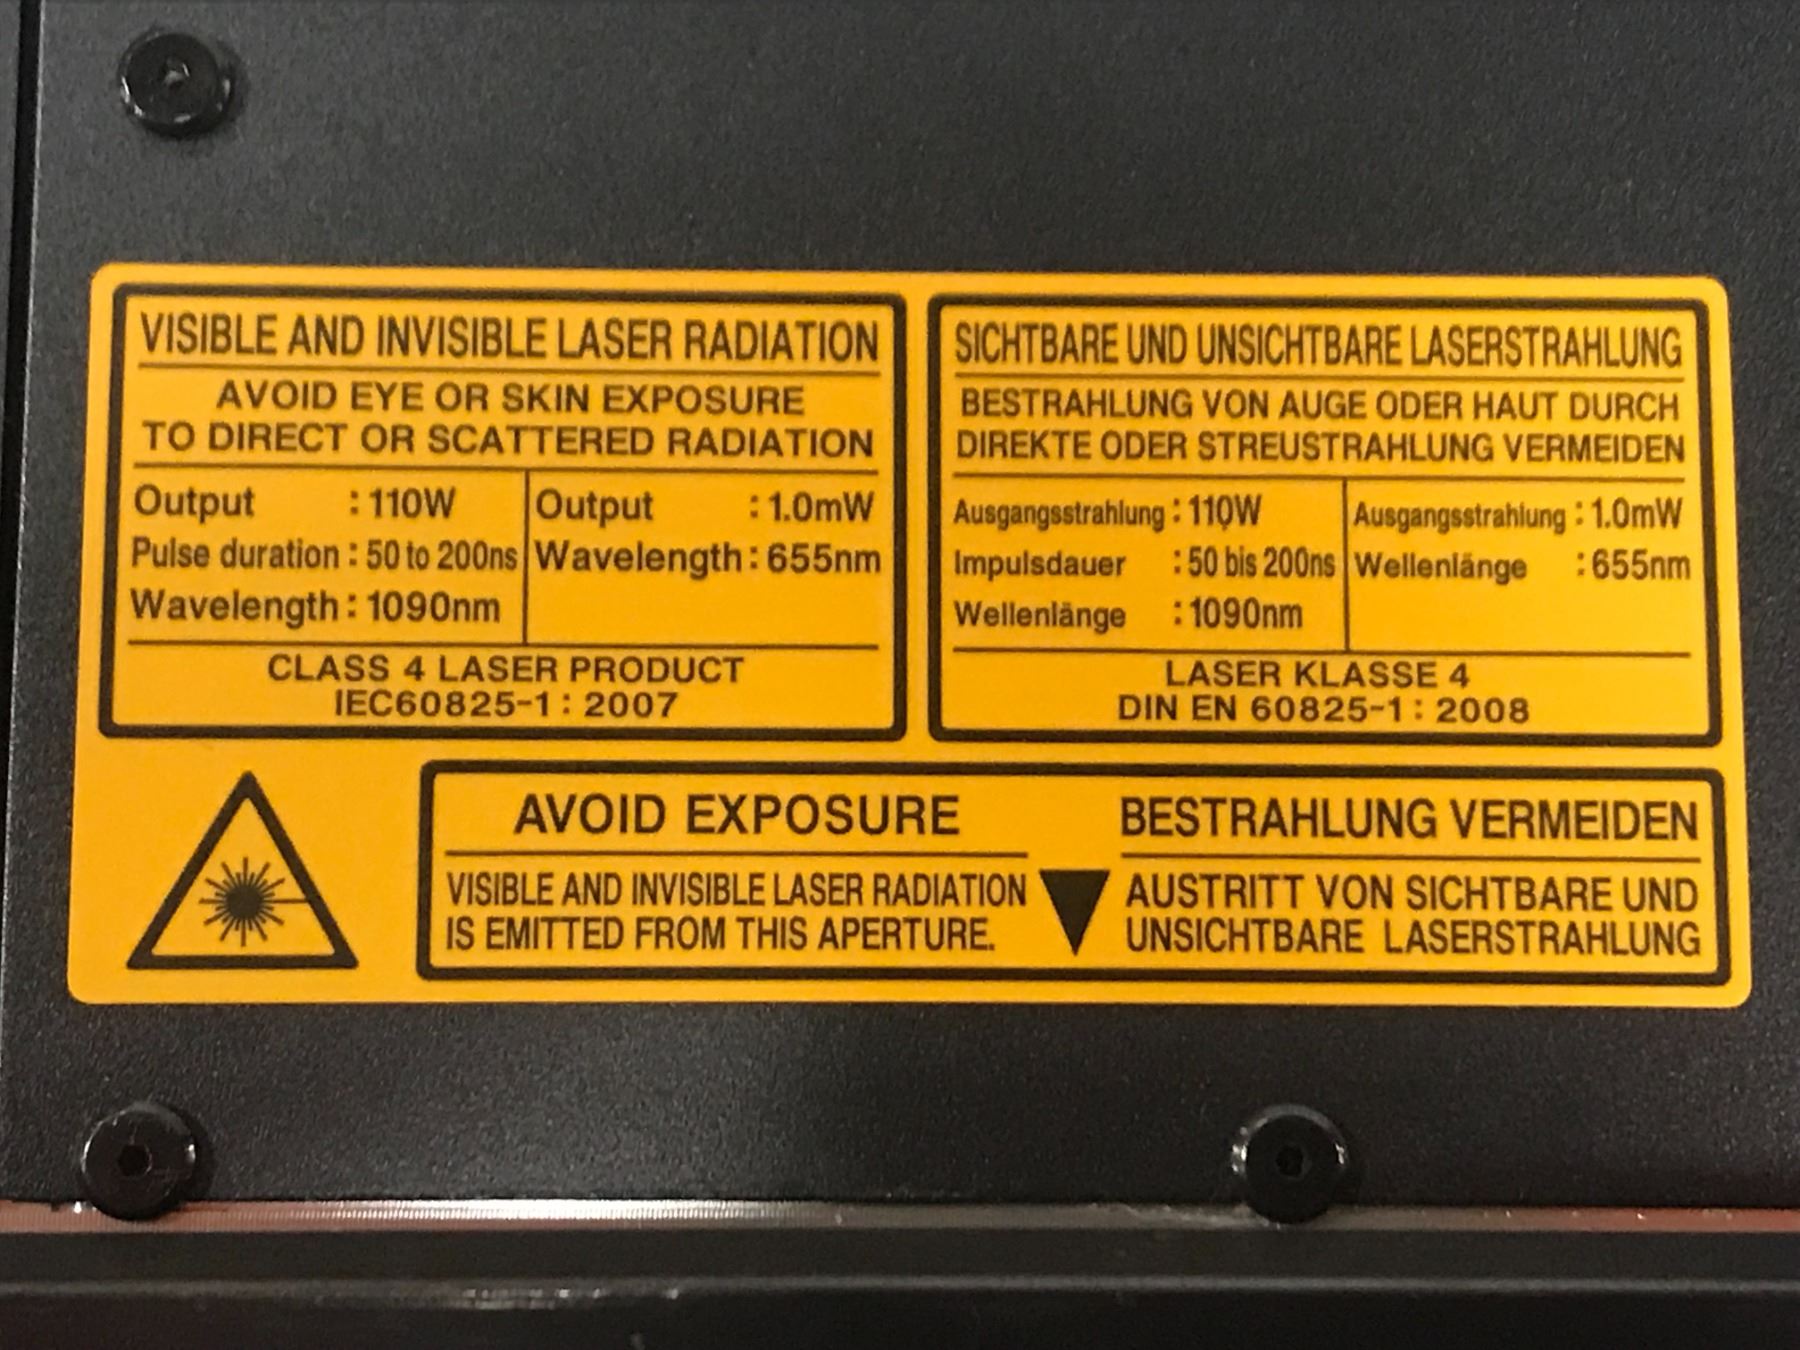 VISIBLE AND INVISIBLE LASER RADIATION
AVOID EYE OR SKIN EXPOSURE
TO DIRECT OR SCATTERED RADIATION
Output : 110W
Pulse duration : 50 to 200ns
Wavelength : 1090nm
Output : 1.0mW
Wavelength : 655nm
CLASS 4 LASER PRODUCT
IEC60825-1 : 2007
SICHTBARE UND UNSICHTBARE LASERSTRAHLUNG
BESTRAHLUNG VON AUGE ODER HAUT DURCH
DIREKTE ODER STREUSTRAHLUNG VERMEIDEN
Ausgangsstrahlung : 110W
Impulsdauer : 50 bis 200ns
Wellenlänge : 1090nm
Ausgangsstrahlung : 1.0mW
Wellenlänge : 655nm
LASER KLASSE 4
DIN EN 60825-1 : 2008
AVOID EXPOSURE
VISIBLE AND INVISIBLE LASER RADIATION
IS EMITTED FROM THIS APERTURE.
BESTRAHLUNG VERMEIDEN
AUSTRITT VON SICHTBARE UND
UNSICHTBARE LASERSTRAHLUNG